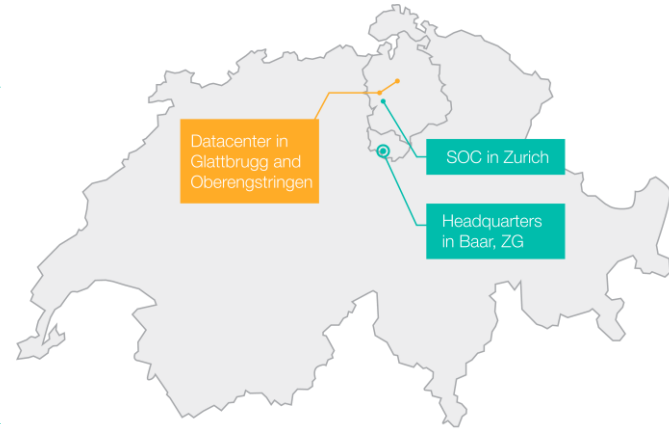 Datacenter in
Glattbrugg and
Oberengstringen
SOC in Zurich
Headquarters
in Baar, ZG